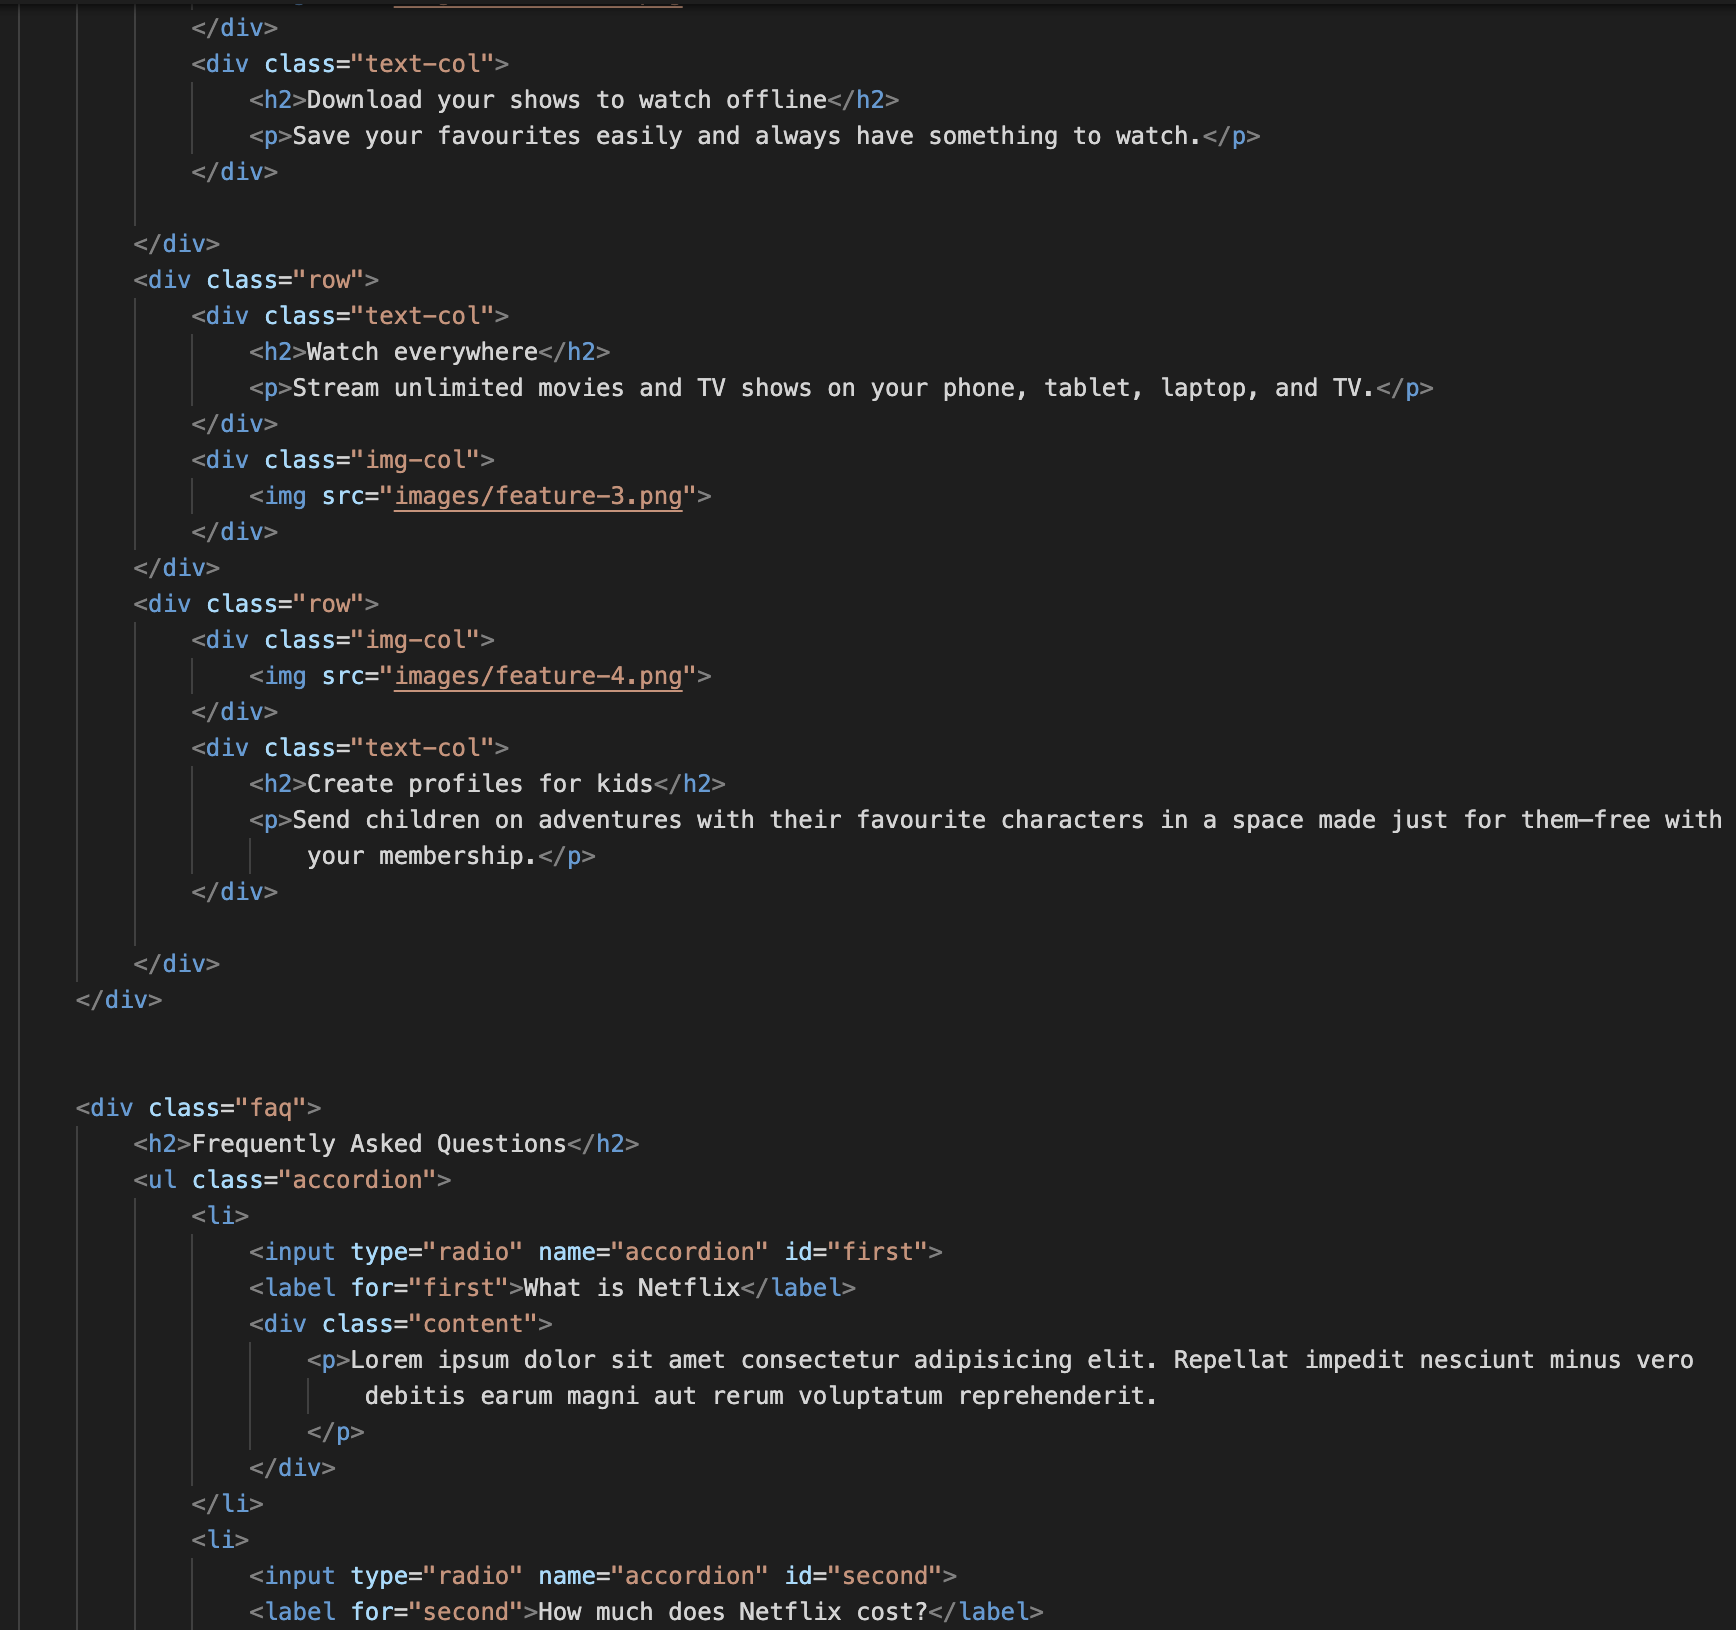 </div>
<div class="text-col">
<h2>Download your shows to watch offline</h2>
<p>Save your favourites easily and always have something to watch.</p>
</div>
</div>
<div class="row">
<div class="text-col">
<h2>Watch everywhere</h2>
<p>Stream unlimited movies and TV shows on your phone, tablet, laptop, and TV.</p>
</div>
<div class="img-col">
<img src="images/feature-3.png">
</div>
</div>
<div class="row">
<div class="img-col">
<img src="images/feature-4.png">
</div>
<div class="text-col">
<h2>Create profiles for kids</h2>
<p>Send children on adventures with their favourite characters in a space made just for them—free with
your membership.</p>
</div>
</div>
</div>
<div class="faq">
<h2>Frequently Asked Questions</h2>
<ul class="accordion">
<li>
<input type="radio" name="accordion" id="first">
<label for="first">What is Netflix</label>
<div class="content">
<p>Lorem ipsum dolor sit amet consectetur adipisicing elit. Repellat impedit nesciunt minus vero
debitis earum magni aut rerum voluptatum reprehenderit.
</p>
</div>
</li>
<li>
<input type="radio" name="accordion" id="second">
<label for="second">How much does Netflix cost?</label>